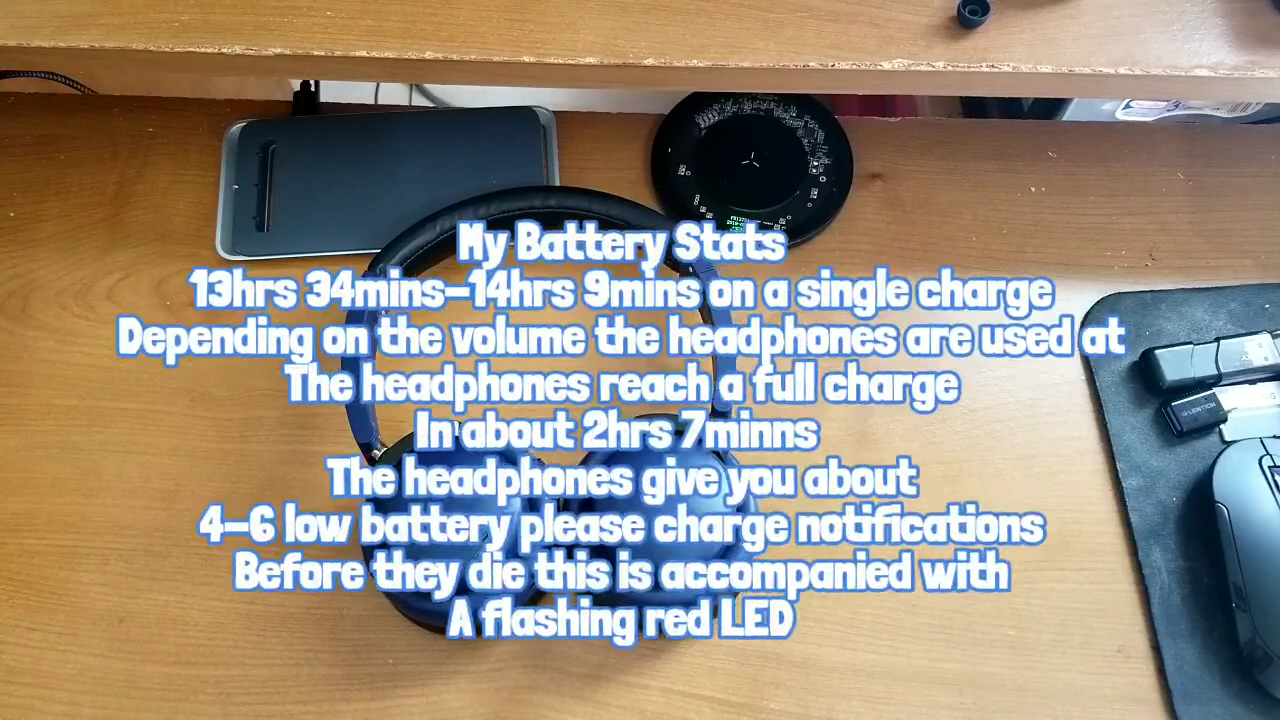 My Battery Stats
13hrs 34mins-14hrs 9mins on a single charge
Depending on the volume the headphones are used at
The headphones reach a full charge
In about 2hrs 7minns
The headphones give you about
4-6 low battery please charge notifications
Before they die this is accompanied with
A flashing red LED